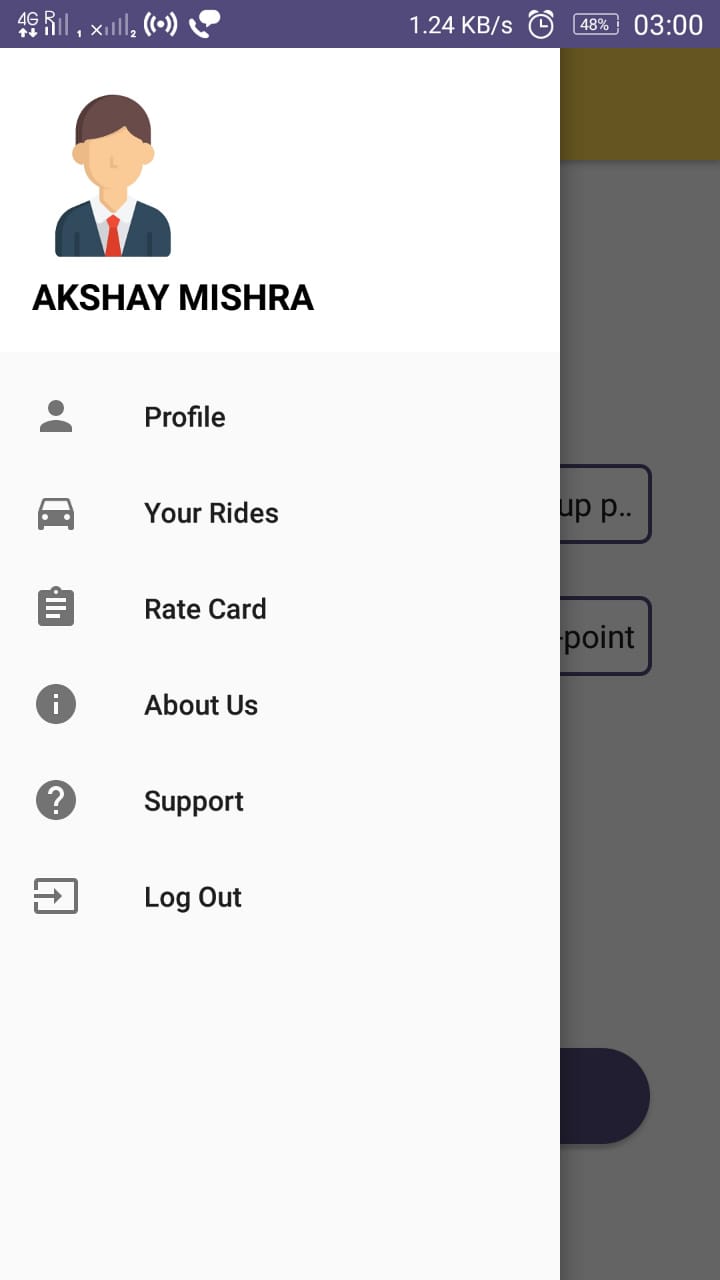 4G R 1 x 2 1.24 KB/s 48% 03:00
AKSHAY MISHRA
Profile
Your Rides
up p..
Rate Card
-point
About Us
Support
Log Out